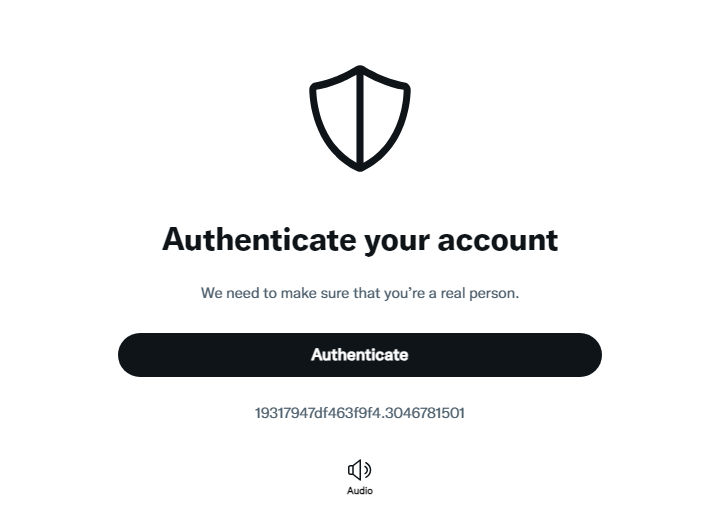 Authenticate your account
We need to make sure that you’re a real person.
Authenticate
19317947df463f9f4.3046781501
Audio